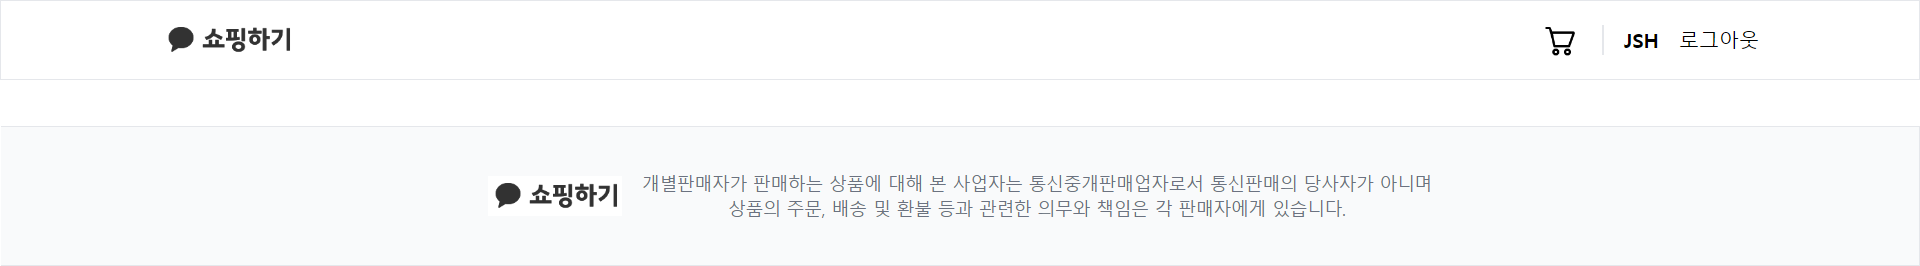 쇼핑하기
JSH 로그아웃
쇼핑하기
개별판매자가 판매하는 상품에 대해 본 사업자는 통신중개판매업자로서 통신판매의 당사자가 아니며
상품의 주문, 배송 및 환불 등과 관련한 의무와 책임은 각 판매자에게 있습니다.